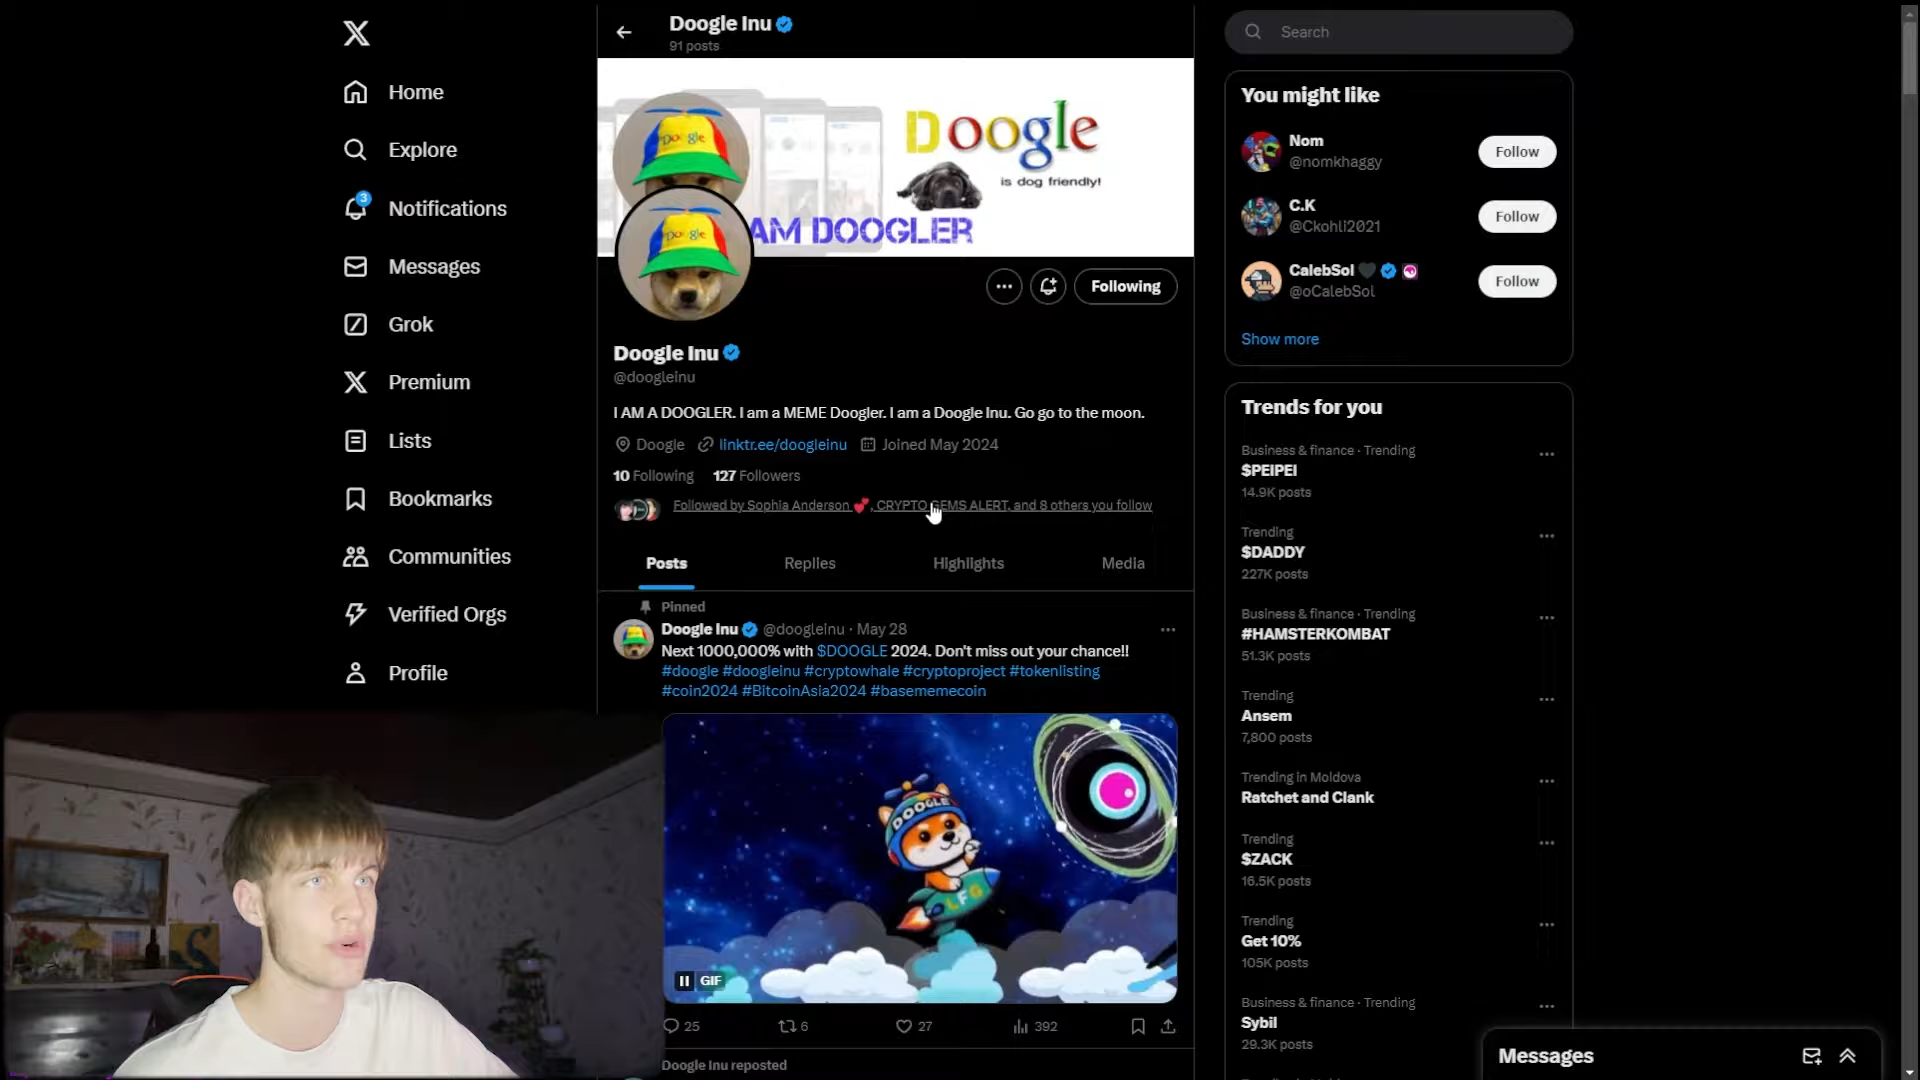 Home
Explore
3
Notifications
Messages
Grok
Premium
Lists
Bookmarks
Communities
Verified Orgs
Profile
Doogle Inu
91 posts
Doogle
Doogle
is dog friendly!
AM DOOGLER
Doogle
Following
Doogle Inu
@doogleinu
I AM A DOOGLER. I am a MEME Doogler. I am a Doogle Inu. Go go to the moon.
Doogle linktr.ee/doogleinu Joined May 2024
10 Following 127 Followers
Followed by Sophia Anderson 💕, CRYPTO GEMS ALERT, and 8 others you follow
Posts Replies Highlights Media
Pinned
Doogle Inu @doogleinu · May 28
Next 1000,000% with $DOOGLE 2024. Don't miss out your chance!!
#doogle #doogleinu #cryptowhale #cryptoproject #tokenlisting
#coin2024 #BitcoinAsia2024 #basememecoin
DOOGLE
LFG
GIF
25 6 27 392
Doogle Inu reposted
Search
You might like
Nom
@nomkhaggy
Follow
C.K
@Ckohli2021
Follow
CalebSol 🖤
@oCalebSol
Follow
Show more
Trends for you
Business & finance · Trending
$PEIPEI
14.9K posts
Trending
$DADDY
227K posts
Business & finance · Trending
#HAMSTERKOMBAT
51.3K posts
Trending
Ansem
7,800 posts
Trending in Moldova
Ratchet and Clank
Trending
$ZACK
16.5K posts
Trending
Get 10%
105K posts
Business & finance · Trending
Sybil
29.3K posts
Messages